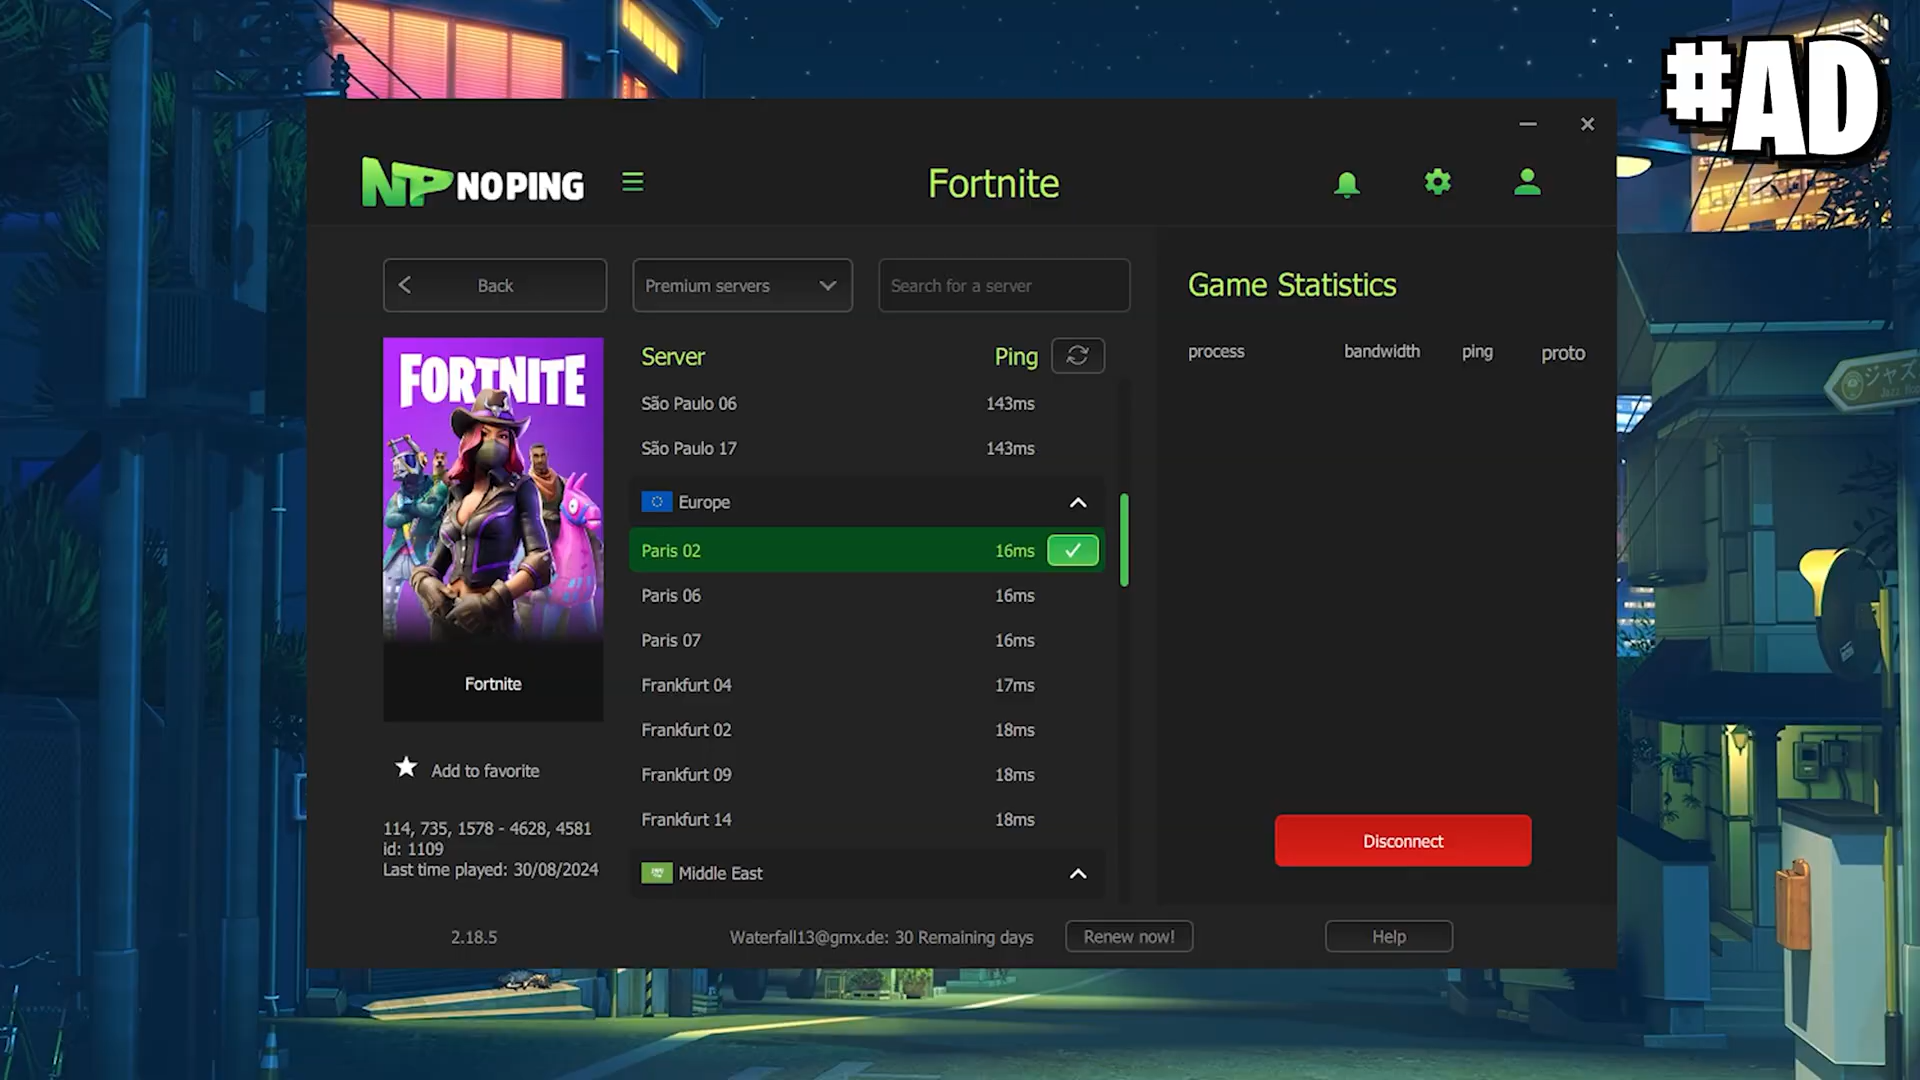 #AD
NP NOPING
Fortnite
Back
Premium servers
Search for a server
Game Statistics
process bandwidth ping proto
FORTNITE
Fortnite
Add to favorite
114, 735, 1578 - 4628, 4581
id: 1109
Last time played: 30/08/2024
Server Ping
São Paulo 06 143ms
São Paulo 17 143ms
Europe
Paris 02 16ms
Paris 06 16ms
Paris 07 16ms
Frankfurt 04 17ms
Frankfurt 02 18ms
Frankfurt 09 18ms
Frankfurt 14 18ms
Middle East
Disconnect
2.18.5
Waterfall13@gmx.de: 30 Remaining days
Renew now!
Help
ジャズ